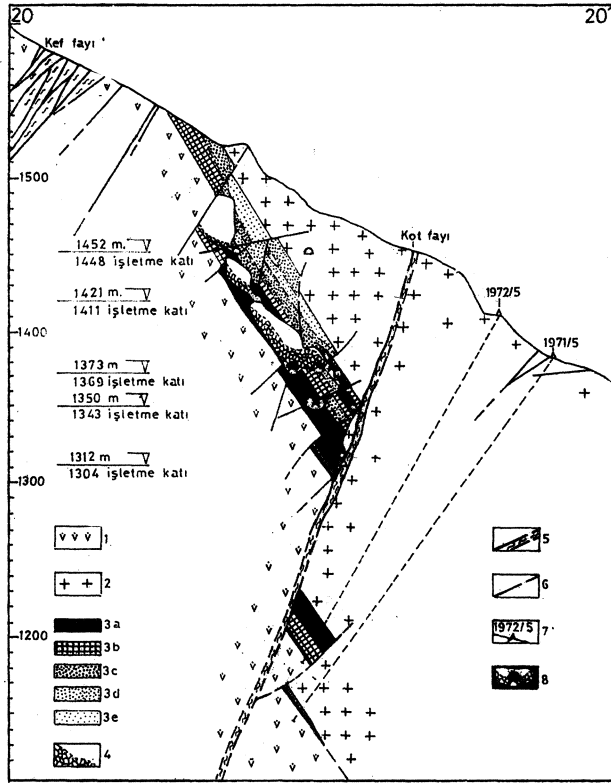 20 20'
Kef fayı
1500
Kot fayı
1452 m.
1448 işletme katı
1972/5
1421 m.
1411 işletme katı
1400
1971/5
1373 m
1369 işletme katı
1350 m
1343 işletme katı
1312 m
1304 işletme katı
1300
1
5
2
6
3a
1972/5 7
3b
1200
3c
8
3d
3e
4